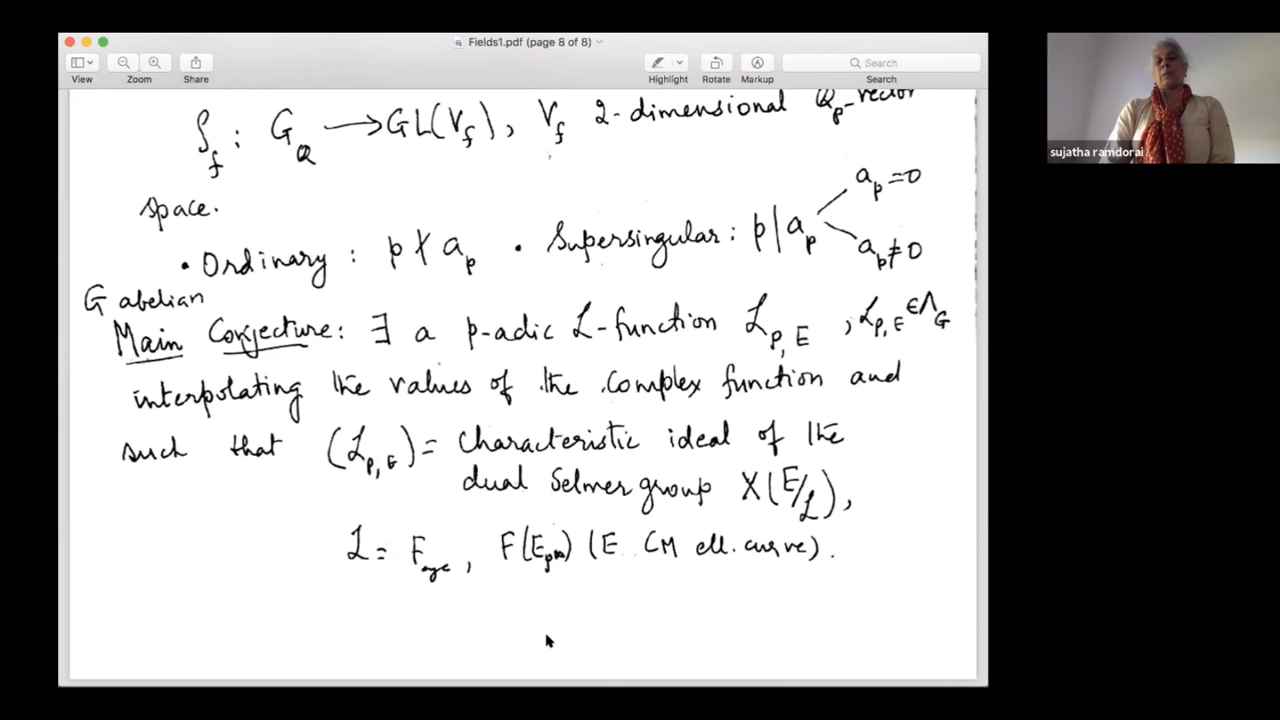 Fields1.pdf (page 8 of 8)
View Zoom Share Highlight Rotate Markup Search
Search
sujatha ramdorai
ρ_f : G_Q → GL(V_f), V_f 2-dimensional Q_p-vector
space.
• Ordinary : p ∤ a_p • Supersingular : p | a_p a_p = 0
a_p ≠ 0
G abelian
Main Conjecture: ∃ a p-adic L-function L_{p,E} , L_{p,E} ∈ Λ_G
interpolating the values of the complex function and
such that (L_{p,E}) = characteristic ideal of the
dual Selmer group X(E/L),
L = F_cyc, F(E_{p^∞}) (E CM ell. curve).